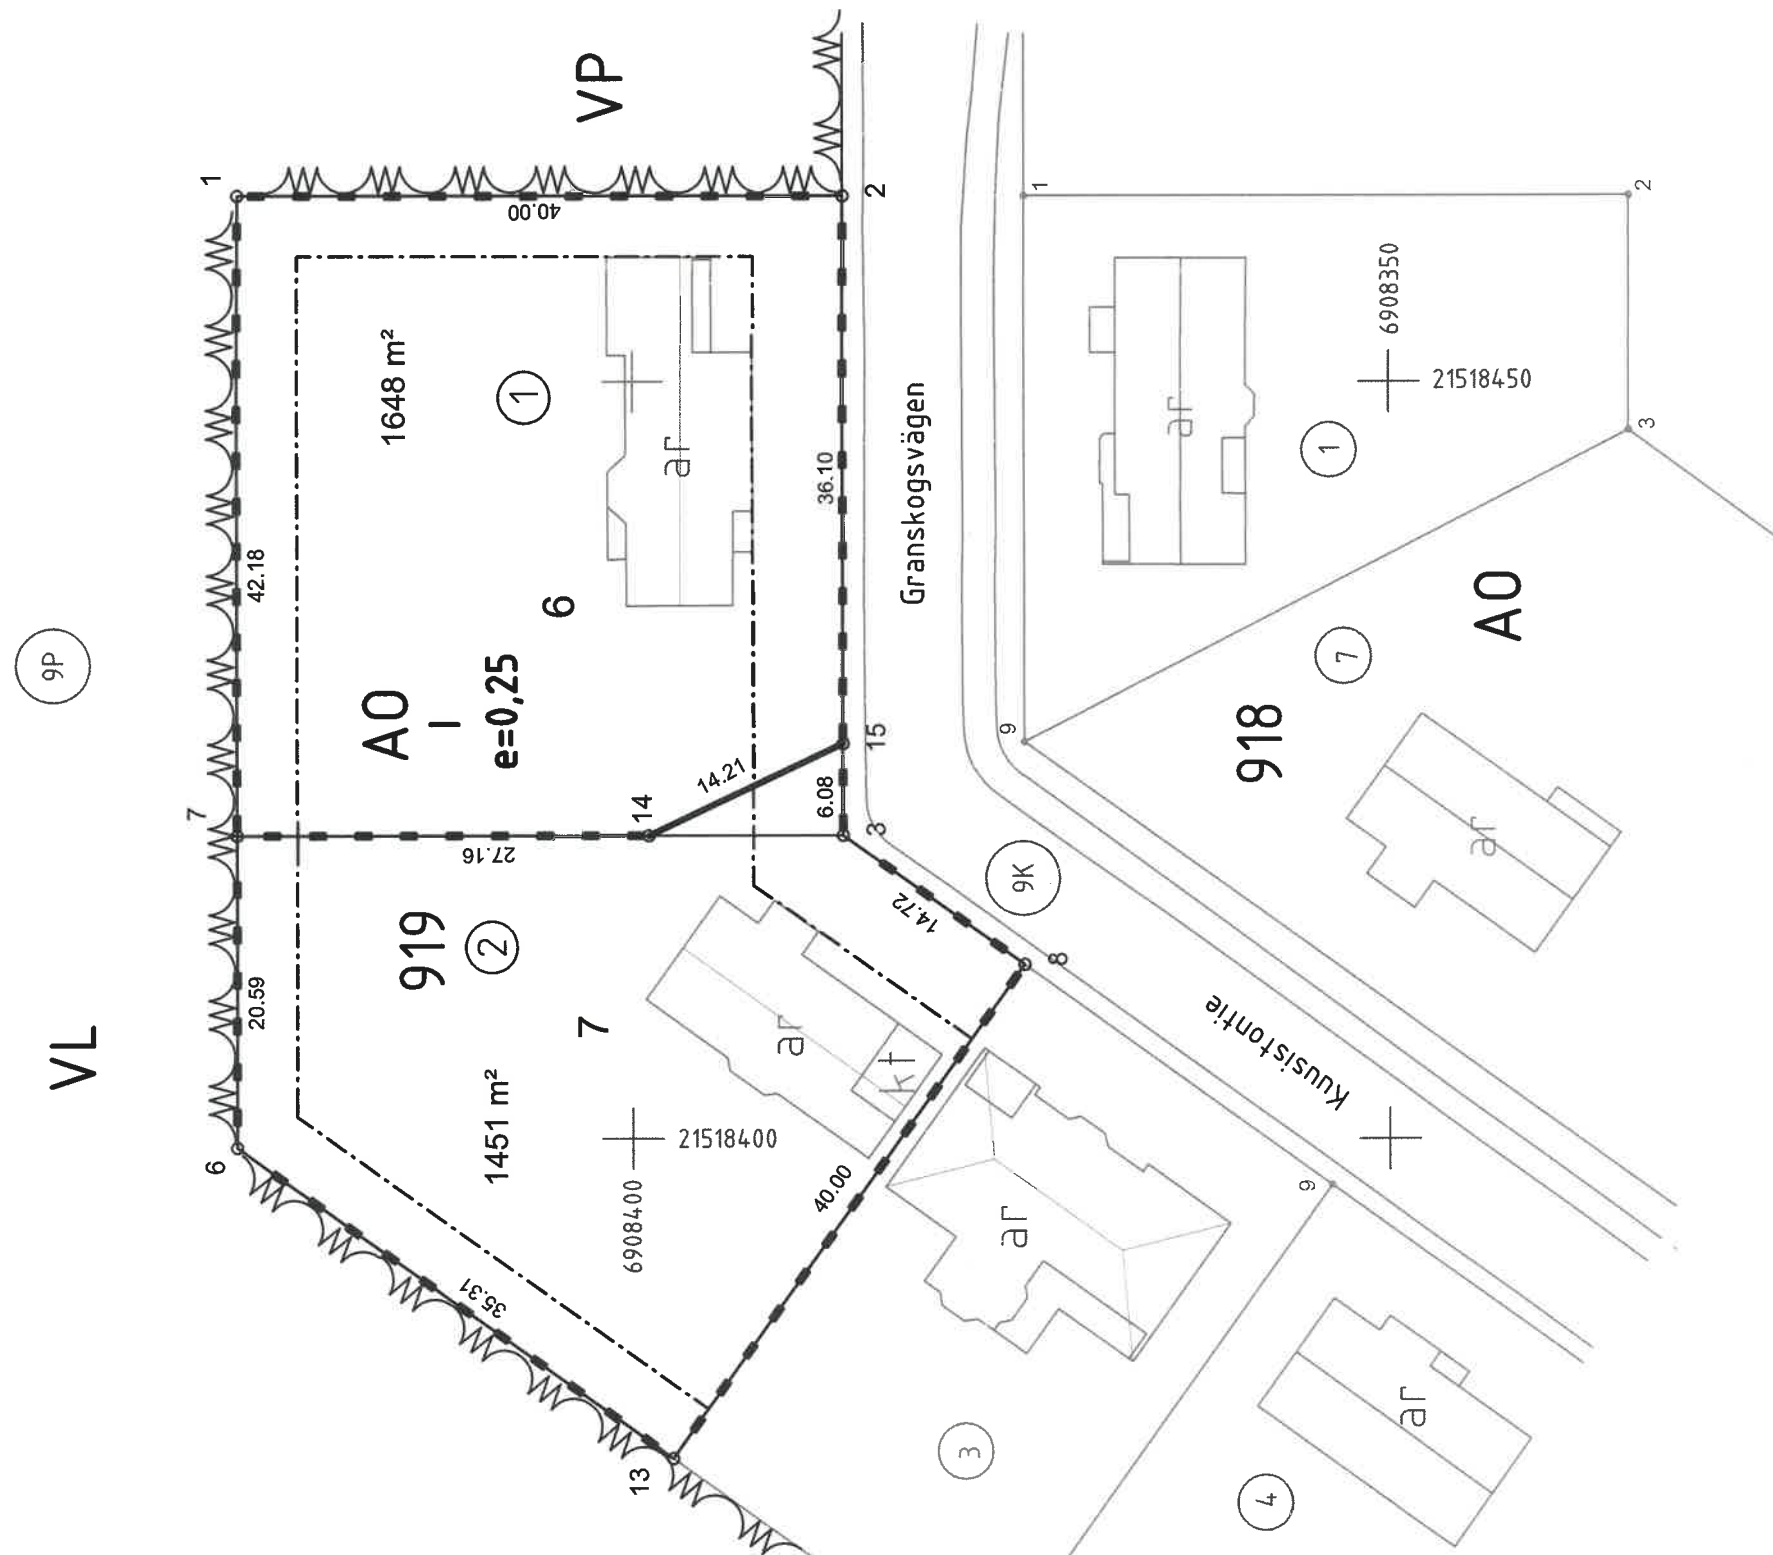 VP
1
2
40.00
1
2
42.18
1648 m²
1
ar
36.10
Granskogsvägen
6908350
21518450
ar
1
3
9P
6
AO
I
e=0,25
7
14
14.21
15
6.08
3
9
918
7
AO
27.16
919
2
20.59
14.72
9K
8
ar
VL
6
7
1451 m²
21518400
6908400
ar
kt
Kuusistontie
40.00
35.31
13
ar
9
3
4
ar